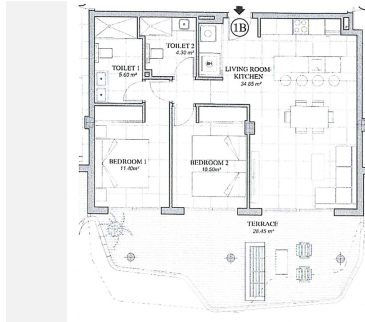 1B
TOILET 2
4.30 m²
TOILET 1
5.60 m²
LIVING ROOM-
KITCHEN
34.85 m²
BEDROOM 1
11.40m²
BEDROOM 2
10.50m²
TERRACE
28.45 m²